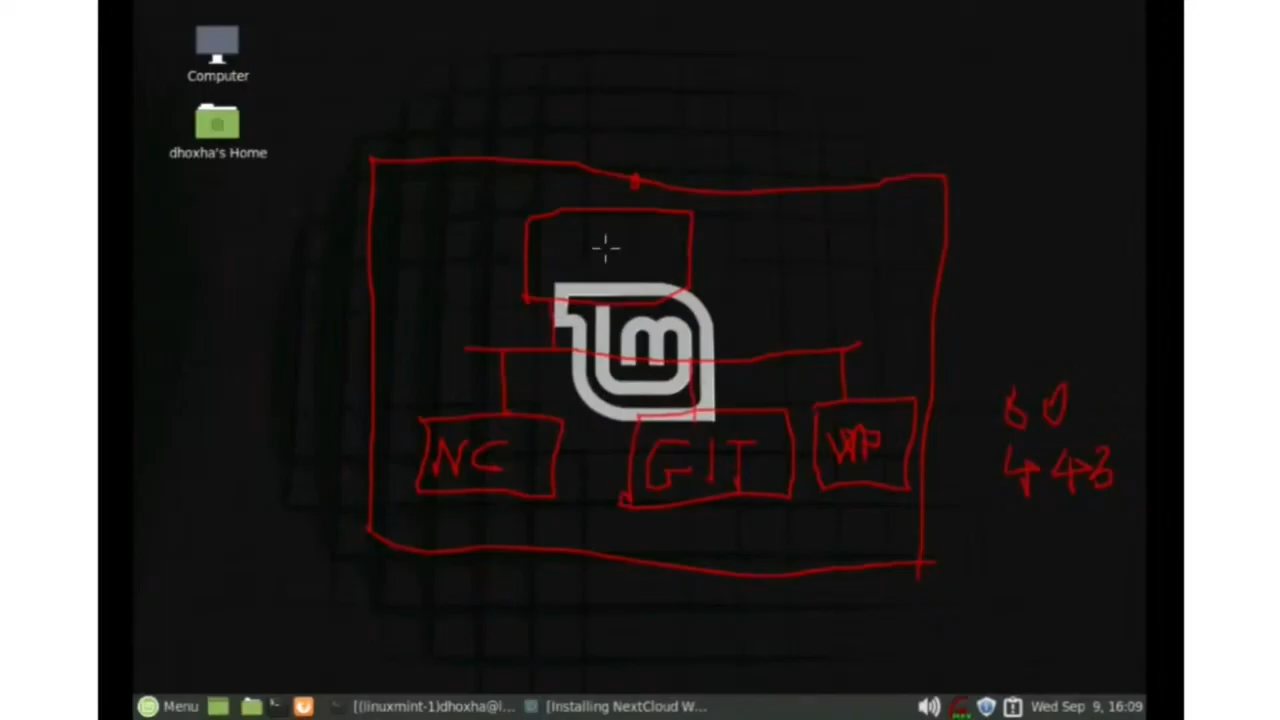 Computer
dhoxha's Home
NC
GIT
WP
80
443
Menu
[(linuxmint-1)dhoxha@i...
[Installing NextCloud W...
Wed Sep 9, 16:09